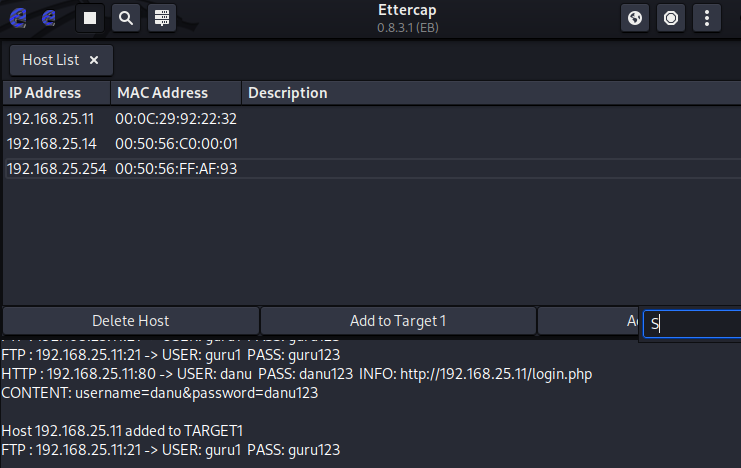 Ettercap
0.8.3.1 (EB)
Host List ×
IP Address MAC Address Description
192.168.25.11 00:0C:29:92:22:32
192.168.25.14 00:50:56:C0:00:01
192.168.25.254 00:50:56:FF:AF:93
Delete Host Add to Target 1 S
FTP : 192.168.25.11:21 -> USER: guru1 PASS: guru123
HTTP : 192.168.25.11:80 -> USER: danu PASS: danu123 INFO: http://192.168.25.11/login.php
CONTENT: username=danu&password=danu123
Host 192.168.25.11 added to TARGET1
FTP : 192.168.25.11:21 -> USER: guru1 PASS: guru123